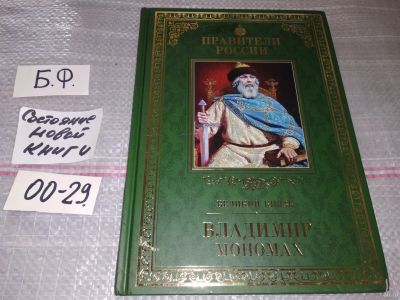 Б.Ф.
Состояние
новой
книги
00-29
ПРАВИТЕЛИ
РОССИИ
ВЕЛИКИЙ КНЯЗЬ
ВЛАДИМИР
МОНОМАХ